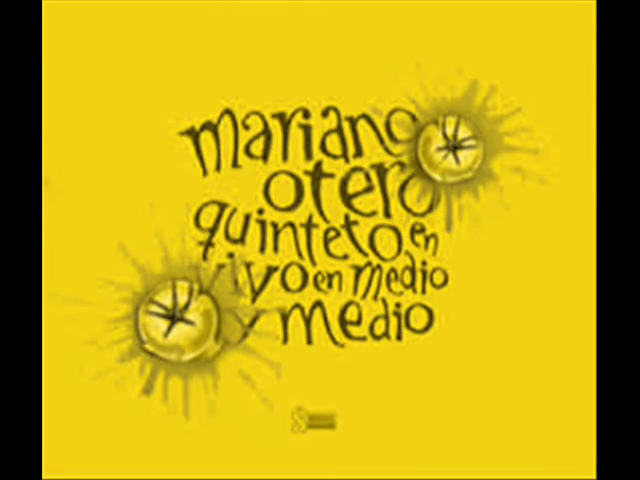 mariano
otero
quinteto en
vivo en medio
y medio